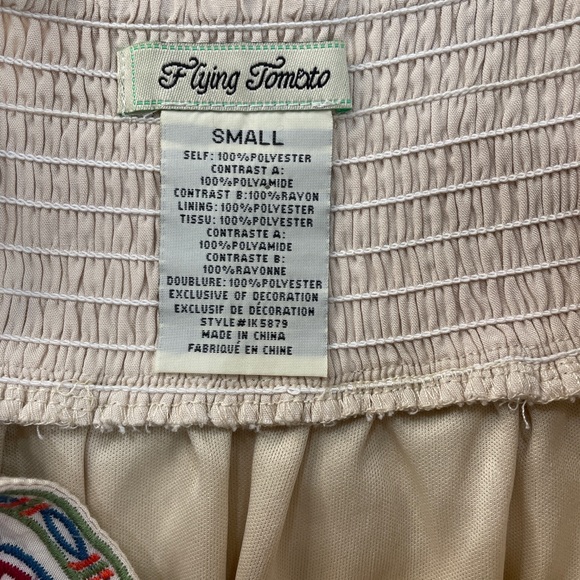 Flying Tomato
SMALL
SELF: 100%POLYESTER
CONTRAST A:
100%POLYAMIDE
CONTRAST B:100%RAYON
LINING: 100%POLYESTER
TISSU: 100%POLYESTER
CONTRASTE A:
100%POLYAMIDE
CONTRASTE B:
100%RAYONNE
DOUBLURE: 100%POLYESTER
EXCLUSIVE OF DECORATION
EXCLUSIF DE DÉCORATION
STYLE#IK5879
MADE IN CHINA
FABRIQUÉ EN CHINE